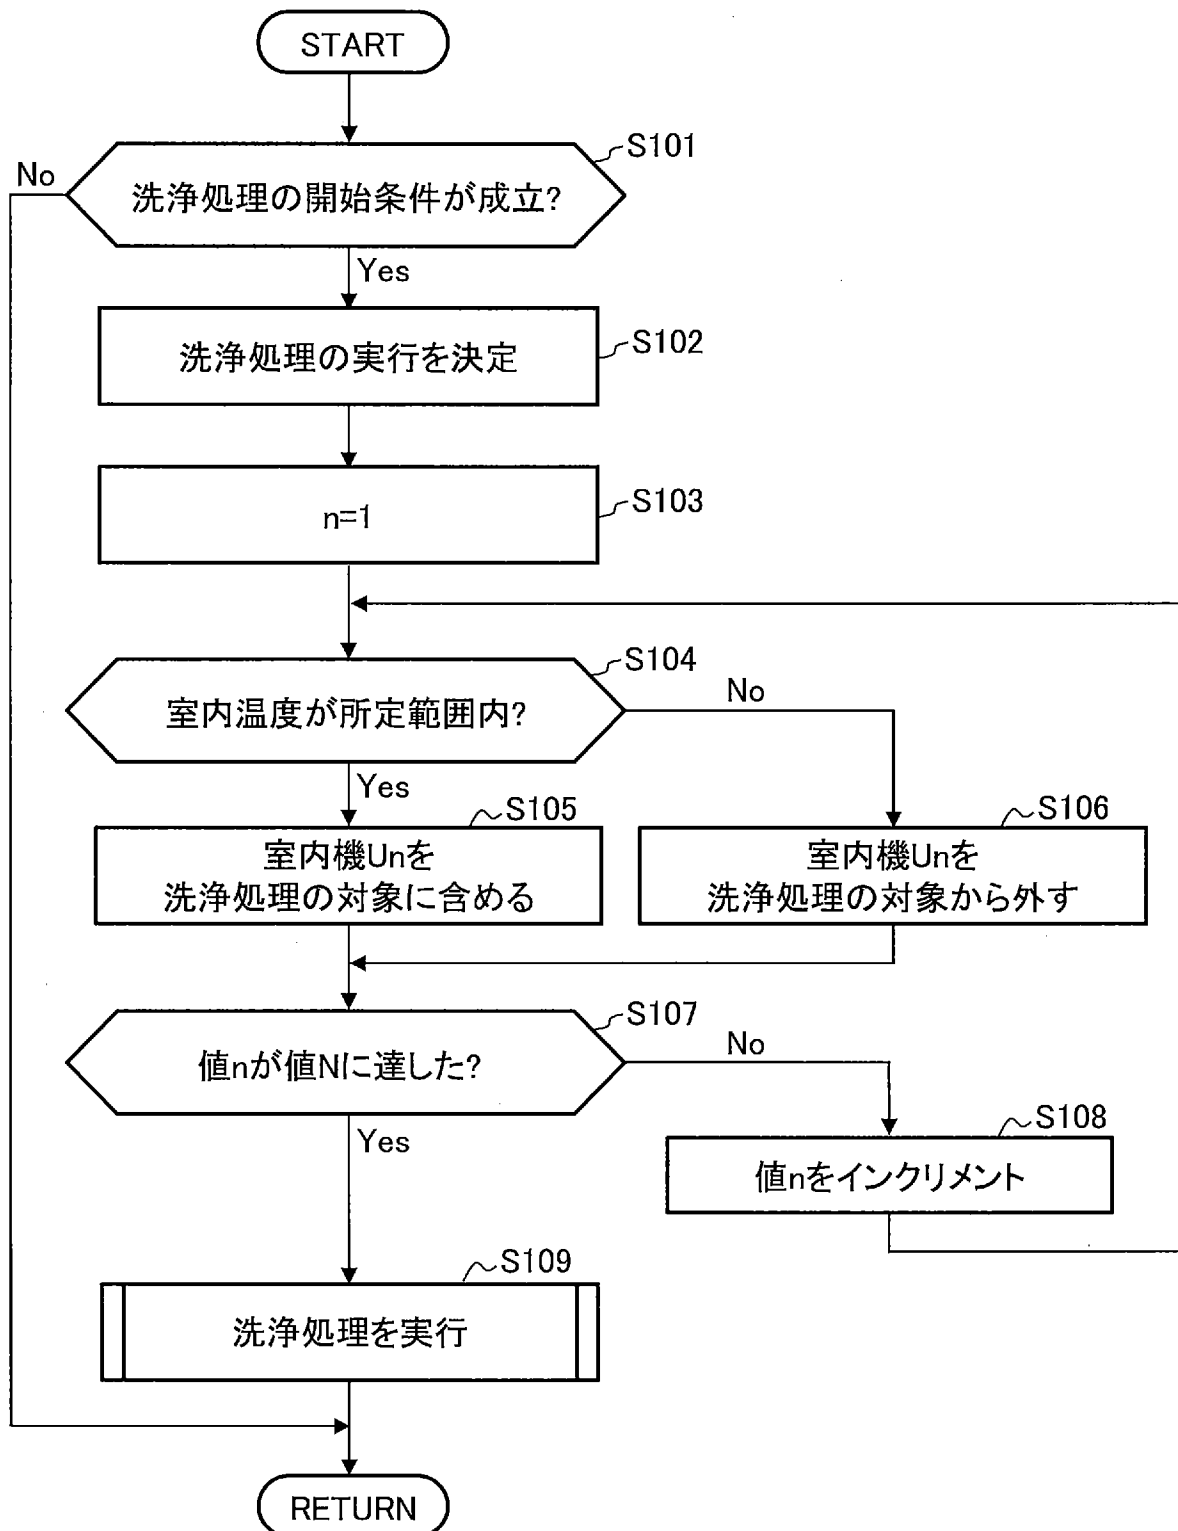 START
S101
No
洗浄処理の開始条件が成立?
Yes
S102
洗浄処理の実行を決定
S103
n=1
S104
No
室内温度が所定範囲内?
Yes
S105
S106
室内機Unを
洗浄処理の対象に含める
室内機Unを
洗浄処理の対象から外す
S107
No
値nが値Nに達した?
Yes
S108
値nをインクリメント
S109
洗浄処理を実行
RETURN